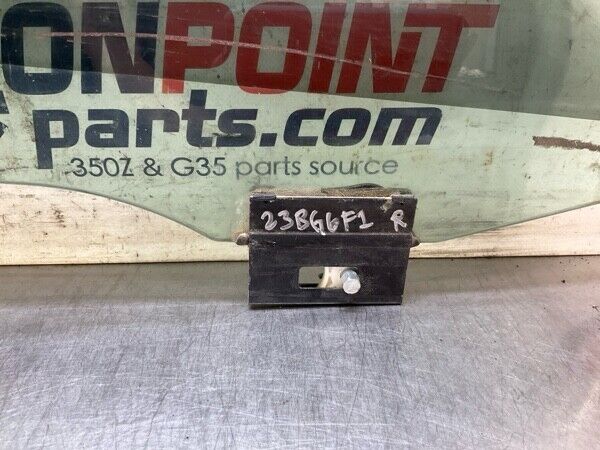 ONPOINT
parts.com
350Z & G35 parts source
23BG6F1 R